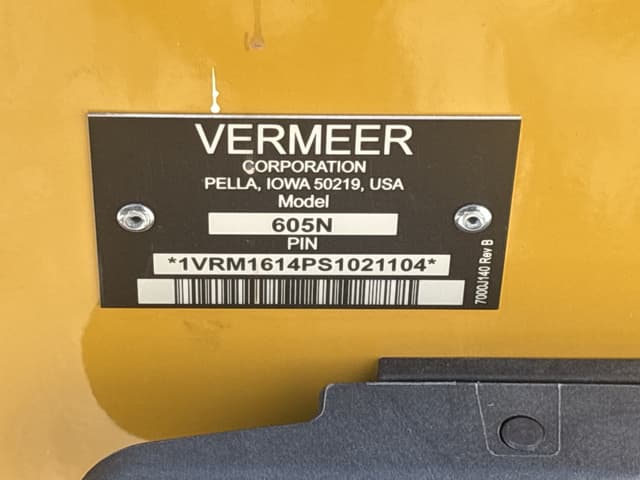 VERMEER
CORPORATION
PELLA, IOWA 50219, USA
Model
605N
PIN
*1VRM1614PS1021104*
7000J140 Rev B